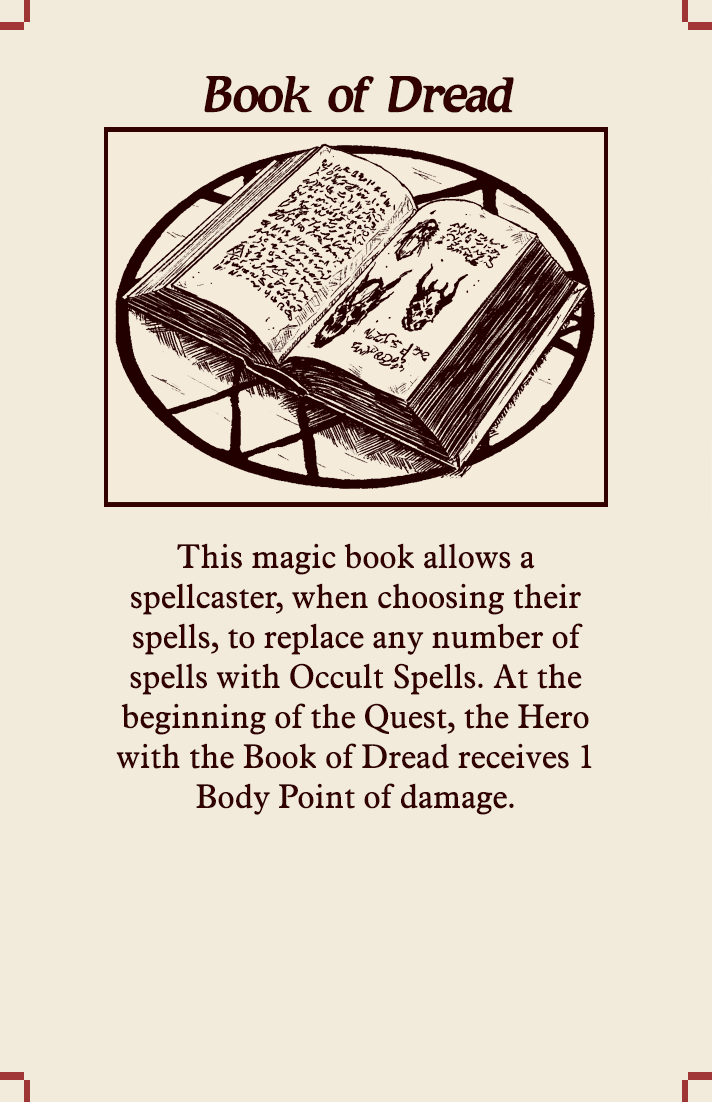 Book of Dread
This magic book allows a
spellcaster, when choosing their
spells, to replace any number of
spells with Occult Spells. At the
beginning of the Quest, the Hero
with the Book of Dread receives 1
Body Point of damage.